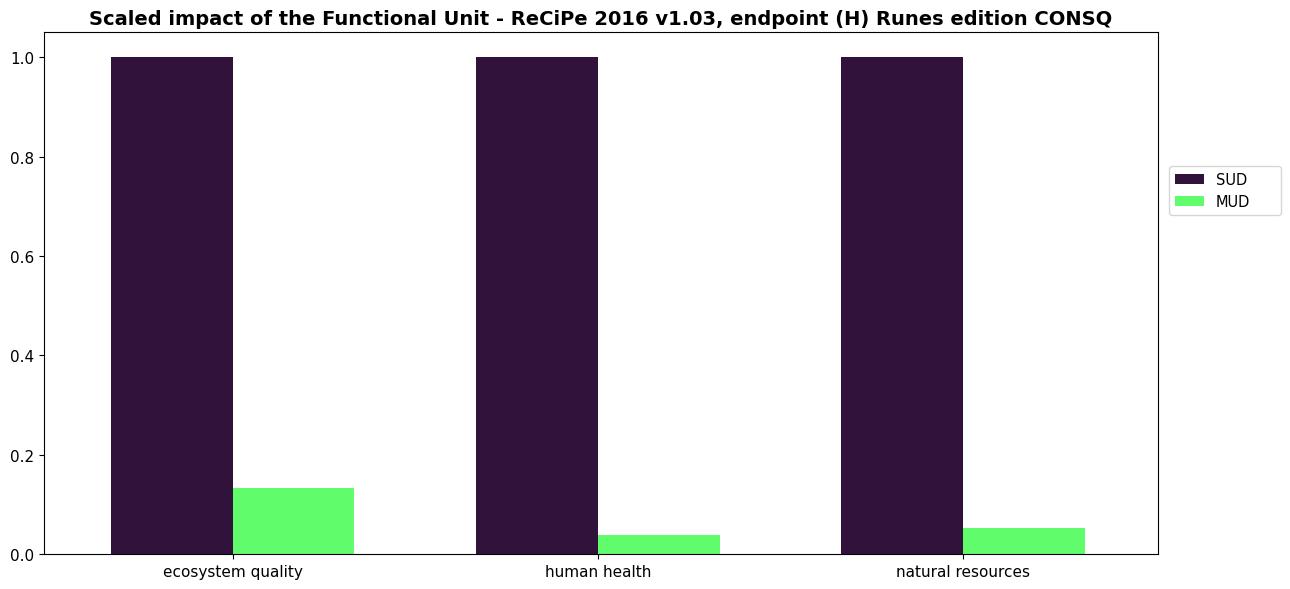 Scaled impact of the Functional Unit - ReCiPe 2016 v1.03, endpoint (H) Runes edition CONSQ
1.0
0.8
0.6
0.4
0.2
0.0
ecosystem quality
human health
natural resources
SUD
MUD